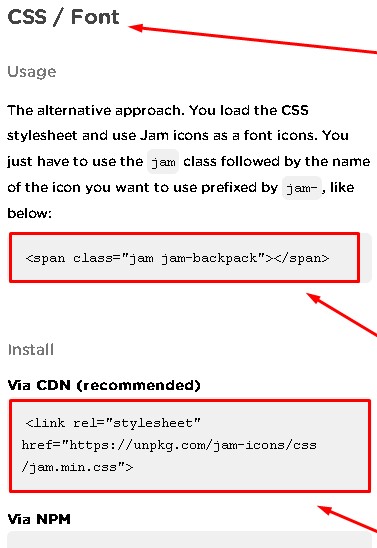 CSS / Font
Usage
The alternative approach. You load the CSS
stylesheet and use Jam icons as a font icons. You
just have to use the jam class followed by the name
of the icon you want to use prefixed by jam-, like
below:
<span class="jam jam-backpack"></span>
Install
Via CDN (recommended)
<link rel="stylesheet"
href="https://unpkg.com/jam-icons/css
/jam.min.css">
Via NPM